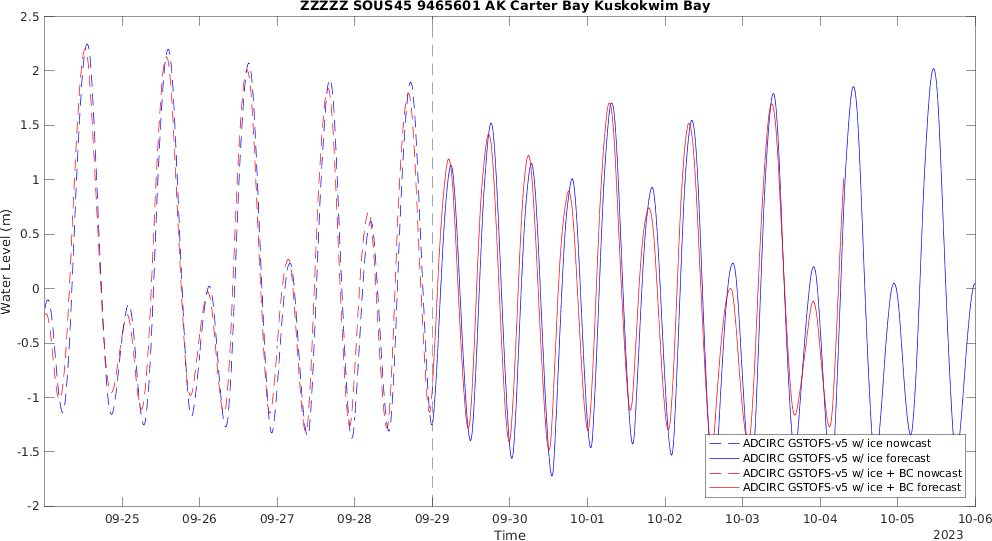 ZZZZZ SOUS45 9465601 AK Carter Bay Kuskokwim Bay
2.5
2
1.5
1
0.5
0
-0.5
-1
-1.5
-2
Water Level (m)
ADCIRC GSTOFS-v5 w/ ice nowcast
ADCIRC GSTOFS-v5 w/ ice forecast
ADCIRC GSTOFS-v5 w/ ice + BC nowcast
ADCIRC GSTOFS-v5 w/ ice + BC forecast
09-25 09-26 09-27 09-28 09-29 09-30 10-01 10-02 10-03 10-04 10-05 10-06
Time
2023